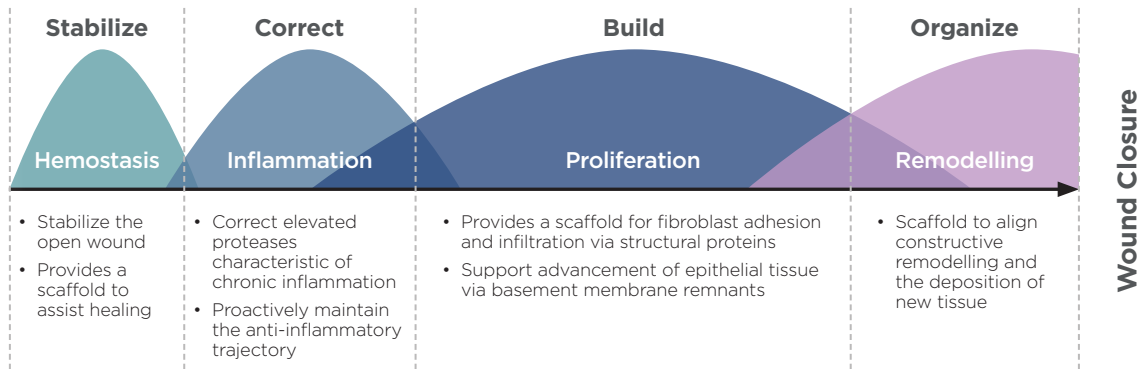 Stabilize
Correct
Build
Organize
Hemostasis
Inflammation
Proliferation
Remodelling
• Stabilize the
open wound
• Provides a
scaffold to
assist healing
• Correct elevated
proteases
characteristic of
chronic inflammation
• Proactively maintain
the anti-inflammatory
trajectory
• Provides a scaffold for fibroblast adhesion
and infiltration via structural proteins
• Support advancement of epithelial tissue
via basement membrane remnants
• Scaffold to align
constructive
remodelling and
the deposition of
new tissue
Wound Closure